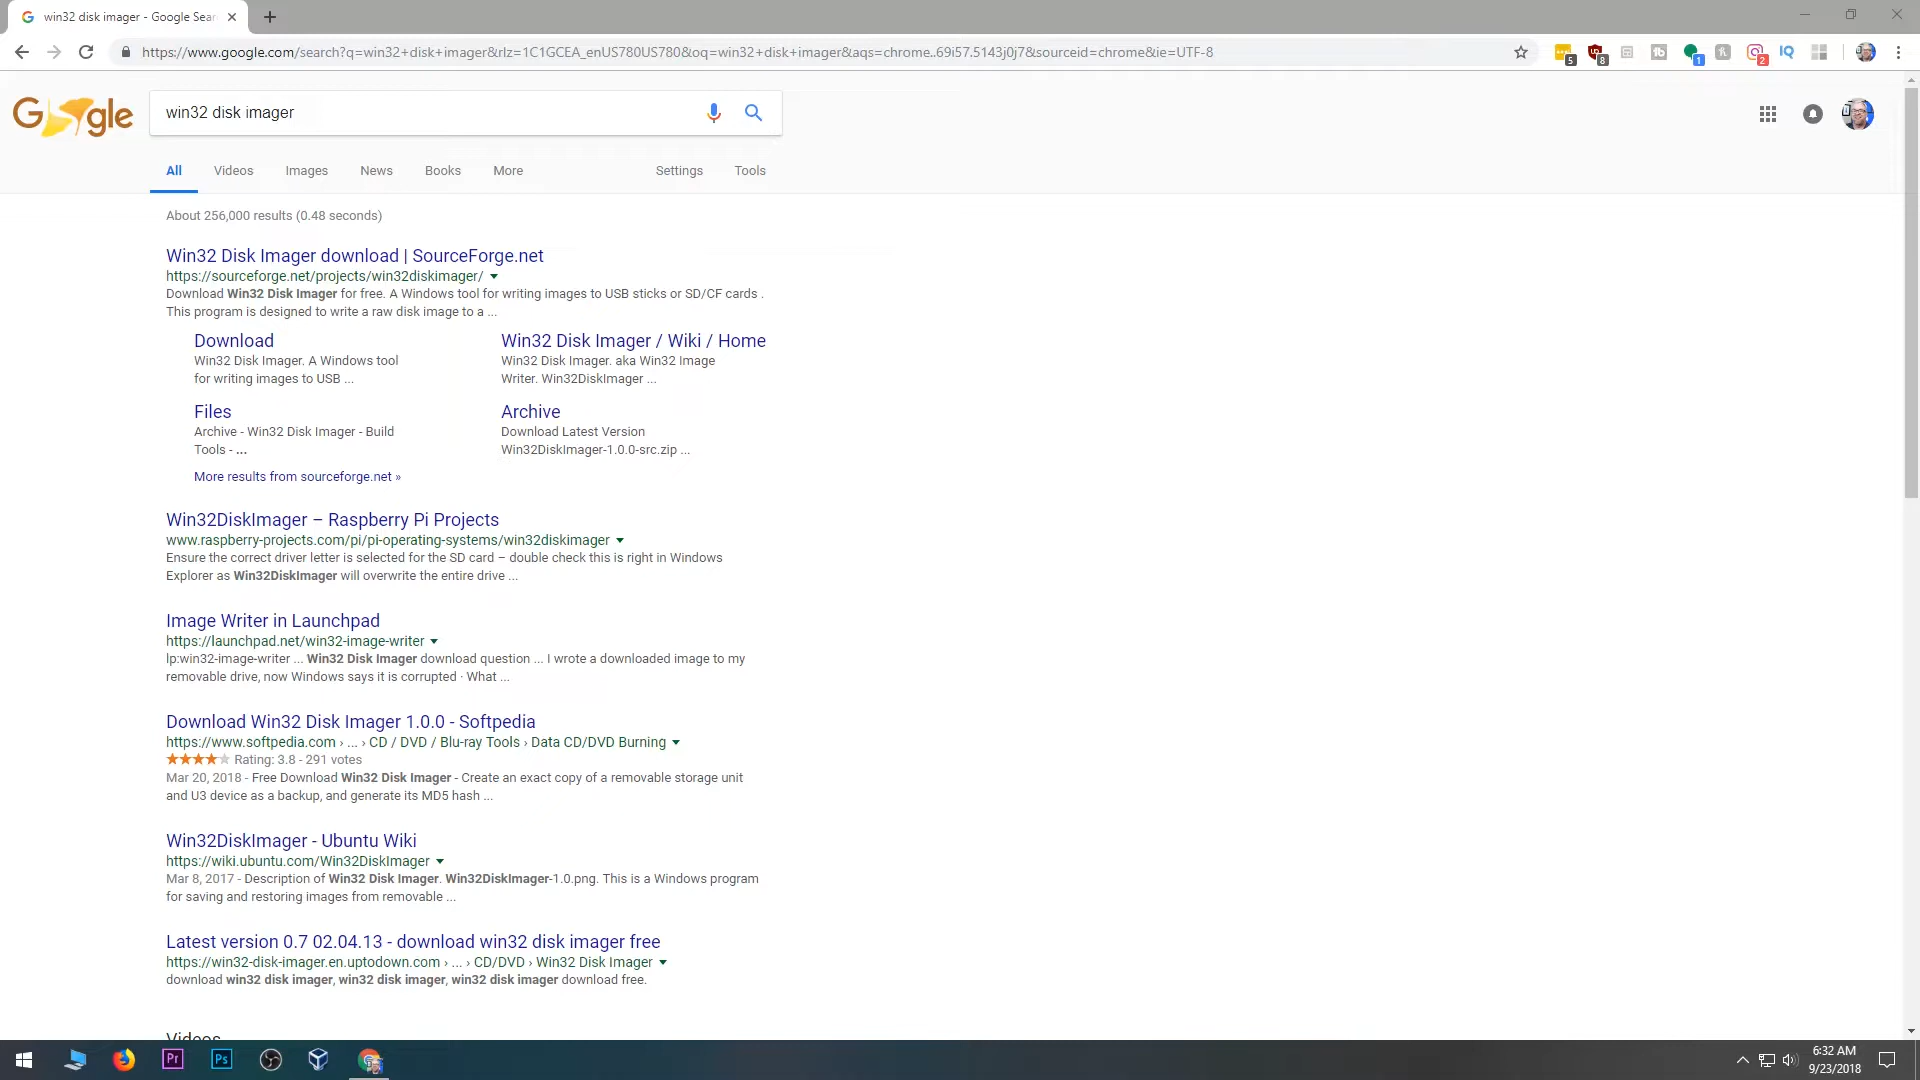 win32 disk imager - Google Sear
https://www.google.com/search?q=win32+disk+imager&rlz=1C1GCEA_enUS780US780&oq=win32+disk+imager&aqs=chrome..69i57.5143j0j7&sourceid=chrome&ie=UTF-8
5
8
1
2
IQ
Google
win32 disk imager
All
Videos
Images
News
Books
More
Settings
Tools
About 256,000 results (0.48 seconds)
Win32 Disk Imager download | SourceForge.net
https://sourceforge.net/projects/win32diskimager/
Download Win32 Disk Imager for free. A Windows tool for writing images to USB sticks or SD/CF cards .
This program is designed to write a raw disk image to a ...
Download
Win32 Disk Imager. A Windows tool
for writing images to USB ...
Win32 Disk Imager / Wiki / Home
Win32 Disk Imager. aka Win32 Image
Writer. Win32DiskImager ...
Files
Archive - Win32 Disk Imager - Build
Tools - ...
Archive
Download Latest Version
Win32DiskImager-1.0.0-src.zip ...
More results from sourceforge.net »
Win32DiskImager – Raspberry Pi Projects
www.raspberry-projects.com/pi/pi-operating-systems/win32diskimager
Ensure the correct driver letter is selected for the SD card – double check this is right in Windows
Explorer as Win32DiskImager will overwrite the entire drive ...
Image Writer in Launchpad
https://launchpad.net/win32-image-writer
lp:win32-image-writer ... Win32 Disk Imager download question ... I wrote a downloaded image to my
removable drive, now Windows says it is corrupted · What ...
Download Win32 Disk Imager 1.0.0 - Softpedia
https://www.softpedia.com › ... › CD / DVD / Blu-ray Tools › Data CD/DVD Burning
Rating: 3.8 - 291 votes
Mar 20, 2018 - Free Download Win32 Disk Imager - Create an exact copy of a removable storage unit
and U3 device as a backup, and generate its MD5 hash ...
Win32DiskImager - Ubuntu Wiki
https://wiki.ubuntu.com/Win32DiskImager
Mar 8, 2017 - Description of Win32 Disk Imager. Win32DiskImager-1.0.png. This is a Windows program
for saving and restoring images from removable ...
Latest version 0.7 02.04.13 - download win32 disk imager free
https://win32-disk-imager.en.uptodown.com › ... › CD/DVD › Win32 Disk Imager
download win32 disk imager, win32 disk imager, win32 disk imager download free.
Videos
Pr
Ps
6:32 AM
9/23/2018